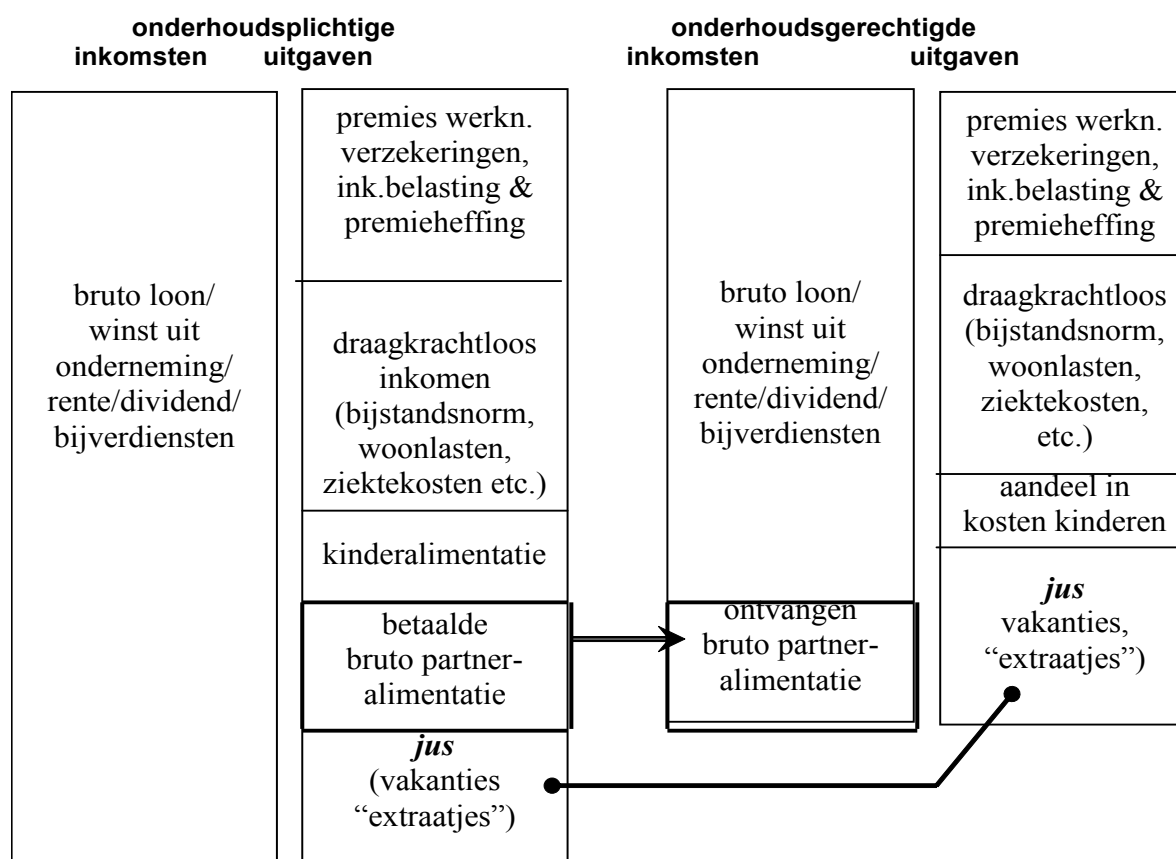 onderhoudsplichtige
inkomsten uitgaven
onderhoudsgerechtigde
inkomsten uitgaven
bruto loon/
winst uit
onderneming/
rente/dividend/
bijverdiensten
premies werkn.
verzekeringen,
ink.belasting &
premieheffing
draagkrachtloos
inkomen
(bijstandsnorm,
woonlasten,
ziektekosten etc.)
kinderalimentatie
betaalde
bruto partner-
alimentatie
jus
(vakanties
“extraatjes”)
bruto loon/
winst uit
onderneming/
rente/dividend/
bijverdiensten
ontvangen
bruto partner-
alimentatie
premies werkn.
verzekeringen,
ink.belasting &
premieheffing
draagkrachtloos
(bijstandsnorm,
woonlasten,
ziektekosten,
etc.)
aandeel in
kosten kinderen
jus
vakanties,
“extraatjes”)